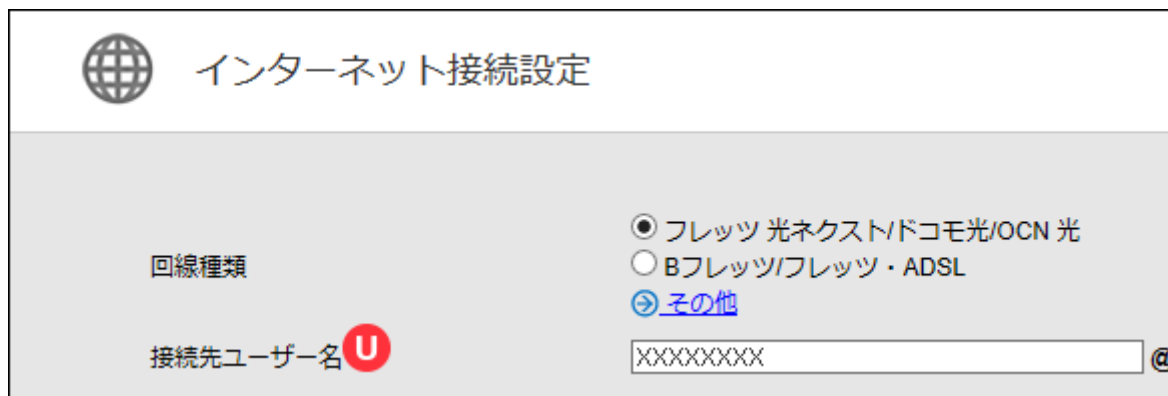 インターネット接続設定
回線種類
フレッツ 光ネクスト/ドコモ光/OCN 光
Bフレッツ/フレッツ・ADSL
その他
接続先ユーザー名 U
XXXXXXXX @